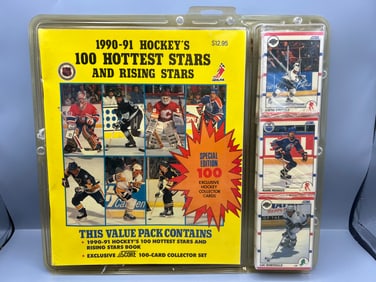 1990-91 HOCKEY'S
$12.95
100 HOTTEST STARS
AND RISING STARS
NHL
SPECIAL
EDITION
100
EXCLUSIVE
HOCKEY
COLLECTOR
CARDS
THIS VALUE PACK CONTAINS
• 1990-91 HOCKEY'S 100 HOTTEST STARS AND
RISING STARS BOOK
• EXCLUSIVE SCORE 100-CARD COLLECTOR SET